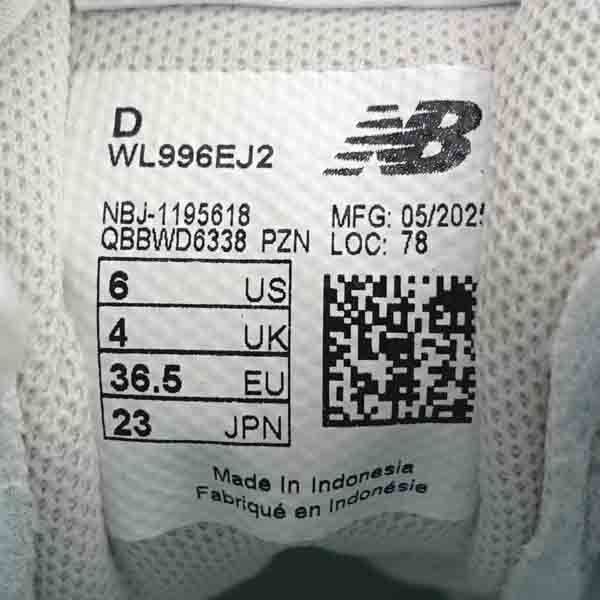 D
WL996EJ2
NB
NBJ-1195618
QBBWD6338 PZN
MFG: 05/2025
LOC: 78
6 US
4 UK
36.5 EU
23 JPN
Made In Indonesia
Fabriqué en Indonésie